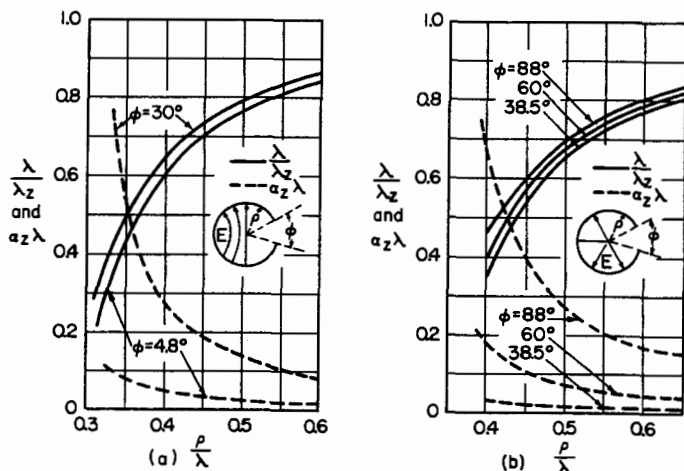 1.0
0.8
0.6
0.4
0.2
0
λ
λz
and
αzλ
ϕ=30°
λ
λz
αzλ
ρ
ϕ
E
ϕ=4.8°
0.3 0.4 0.5 0.6
(a) ρ
λ
1.0
0.8
0.6
0.4
0.2
0
λ
λz
and
αzλ
ϕ=88°
60°
38.5°
λ
λz
αzλ
ρ
ϕ
E
ϕ=88°
60°
38.5°
0.4 0.5 0.6
(b) ρ
λ